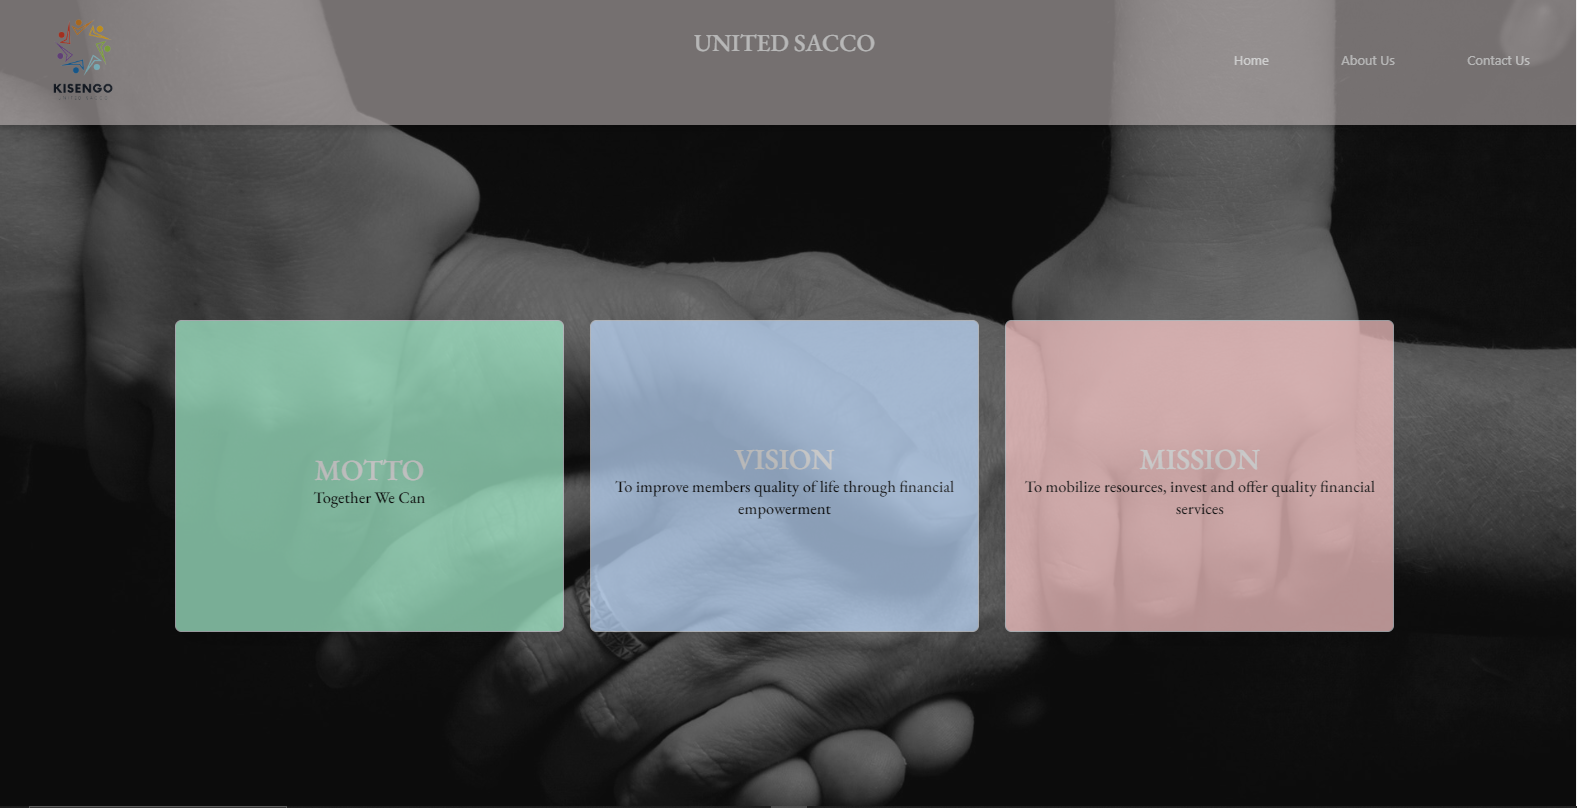 KISENGO
UNITED SACCO
Home
About Us
Contact Us
MOTTO
Together We Can
VISION
To improve members quality of life through financial
empowerment
MISSION
To mobilize resources, invest and offer quality financial
services